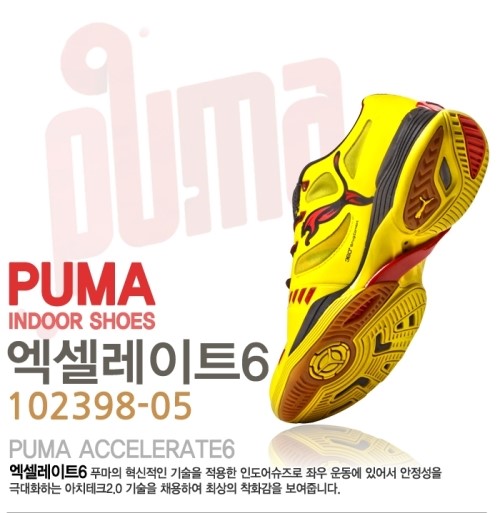 puma
PUMA
INDOOR SHOES
엑셀레이트6
102398-05
PUMA ACCELERATE6
엑셀레이트6 푸마의 혁신적인 기술을 적용한 인도어슈즈로 좌우 운동에 있어서 안정성을
극대화하는 아치테크2.0 기술을 채용하여 최상의 착화감을 보여줍니다.